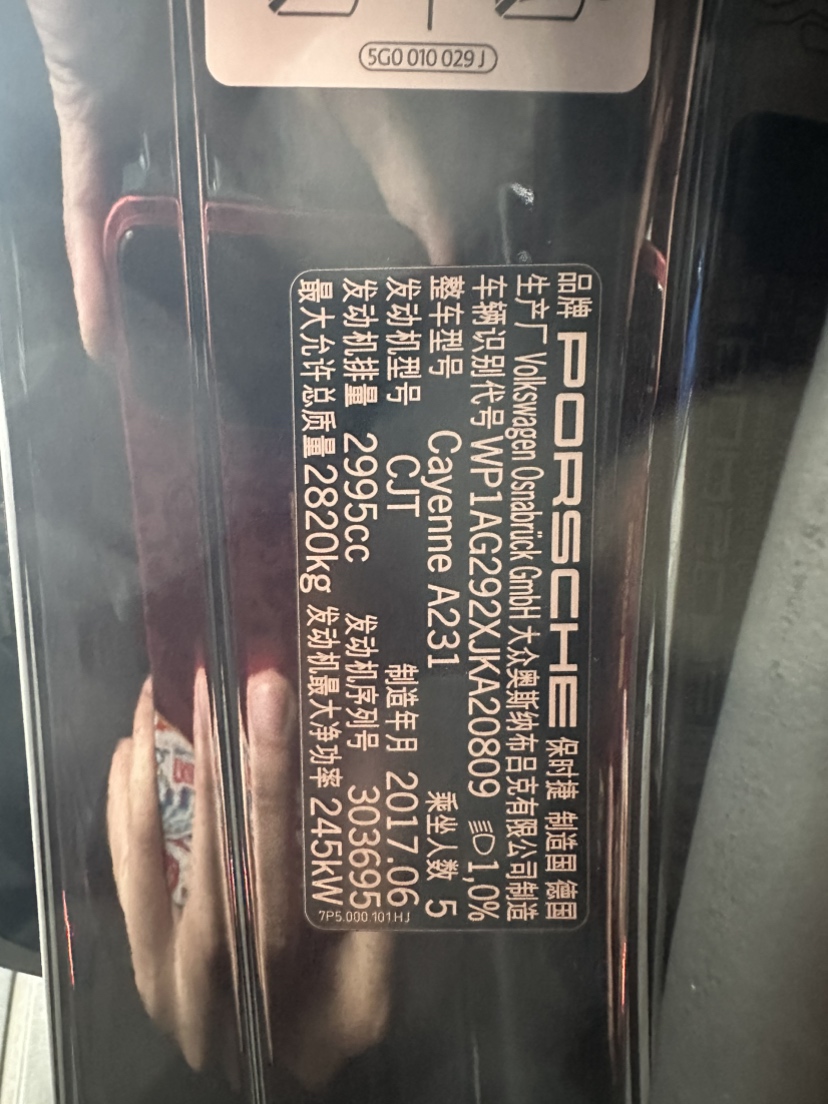 5G0 010 029 J
品牌 PORSCHE 保时捷 制造国 德国
生产厂 Volkswagen Osnabrück GmbH 大众奥斯纳布吕克有限公司制造
车辆识别代号 WP1AG292XJKA20809 1,0%
整车型号 Cayenne A231 乘坐人数 5
发动机型号 CJT 制造年月 2017.06
发动机排量 2995cc 发动机序列号 303695
最大允许总质量 2820kg 发动机最大净功率 245kW
7P5.000.101HJ